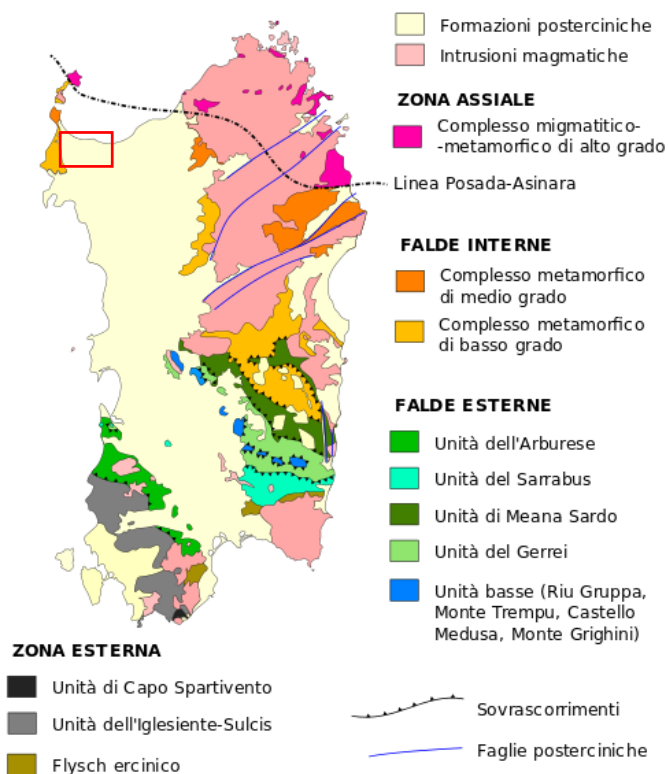 Formazioni posterciniche
Intrusioni magmatiche
ZONA ASSIALE
Complesso migmatitico-
-metamorfico di alto grado
Linea Posada-Asinara
FALDE INTERNE
Complesso metamorfico
di medio grado
Complesso metamorfico
di basso grado
FALDE ESTERNE
Unità dell'Arburese
Unità del Sarrabus
Unità di Meana Sardo
Unità del Gerrei
Unità basse (Riu Gruppa,
Monte Trempu, Castello
Medusa, Monte Grighini)
ZONA ESTERNA
Unità di Capo Spartivento
Unità dell'Iglesiente-Sulcis
Flysch ercinico
Sovrascorrimenti
Faglie posterciniche